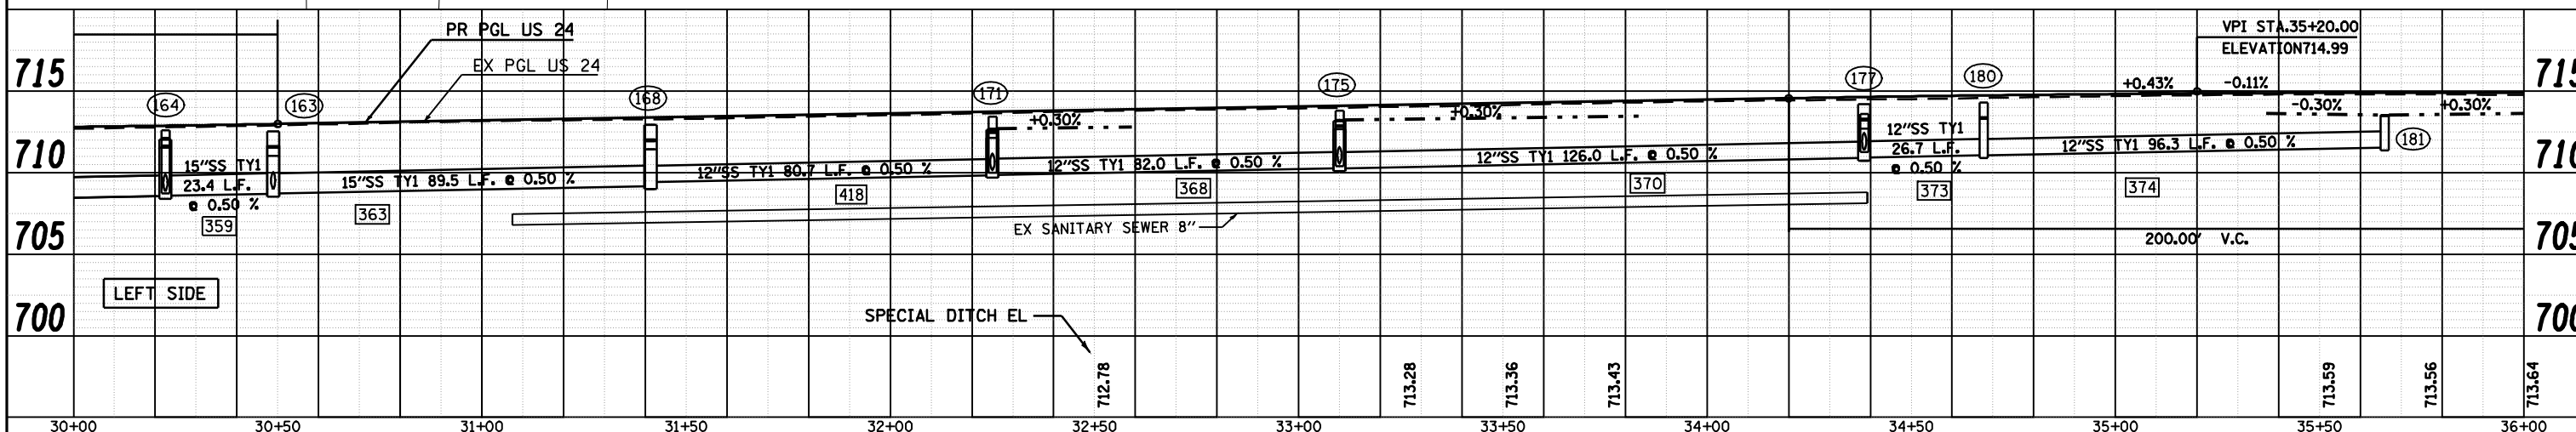 PR PGL US 24
EX PGL US 24
VPI STA.35+20.00
ELEVATION714.99
715
715
164
163
168
171
175
177
180
+0.43%
-0.11%
+0.30%
+0.30%
-0.30%
+0.30%
710
710
15"SS TY1
23.4 L.F.
@ 0.50 %
15"SS TY1 89.5 L.F. @ 0.50 %
12"SS TY1 80.7 L.F. @ 0.50 %
12"SS TY1 82.0 L.F. @ 0.50 %
12"SS TY1 126.0 L.F. @ 0.50 %
12"SS TY1
26.7 L.F.
@ 0.50 %
12"SS TY1 96.3 L.F. @ 0.50 %
181
359
363
418
368
370
373
374
705
705
EX SANITARY SEWER 8"
200.00' V.C.
LEFT SIDE
700
700
SPECIAL DITCH EL
712.78
713.28
713.36
713.43
713.59
713.56
713.64
30+00
30+50
31+00
31+50
32+00
32+50
33+00
33+50
34+00
34+50
35+00
35+50
36+00